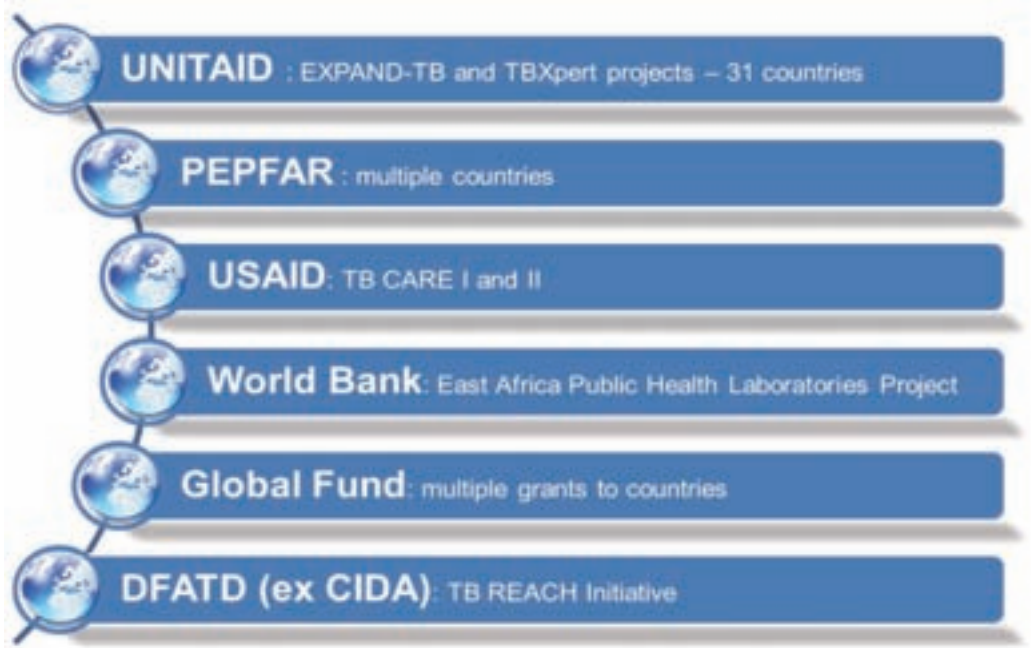 UNITAID : EXPAND-TB and TBXpert projects – 31 countries
PEPFAR : multiple countries
USAID: TB CARE I and II
World Bank: East Africa Public Health Laboratories Project
Global Fund: multiple grants to countries
DFATD (ex CIDA): TB REACH Initiative